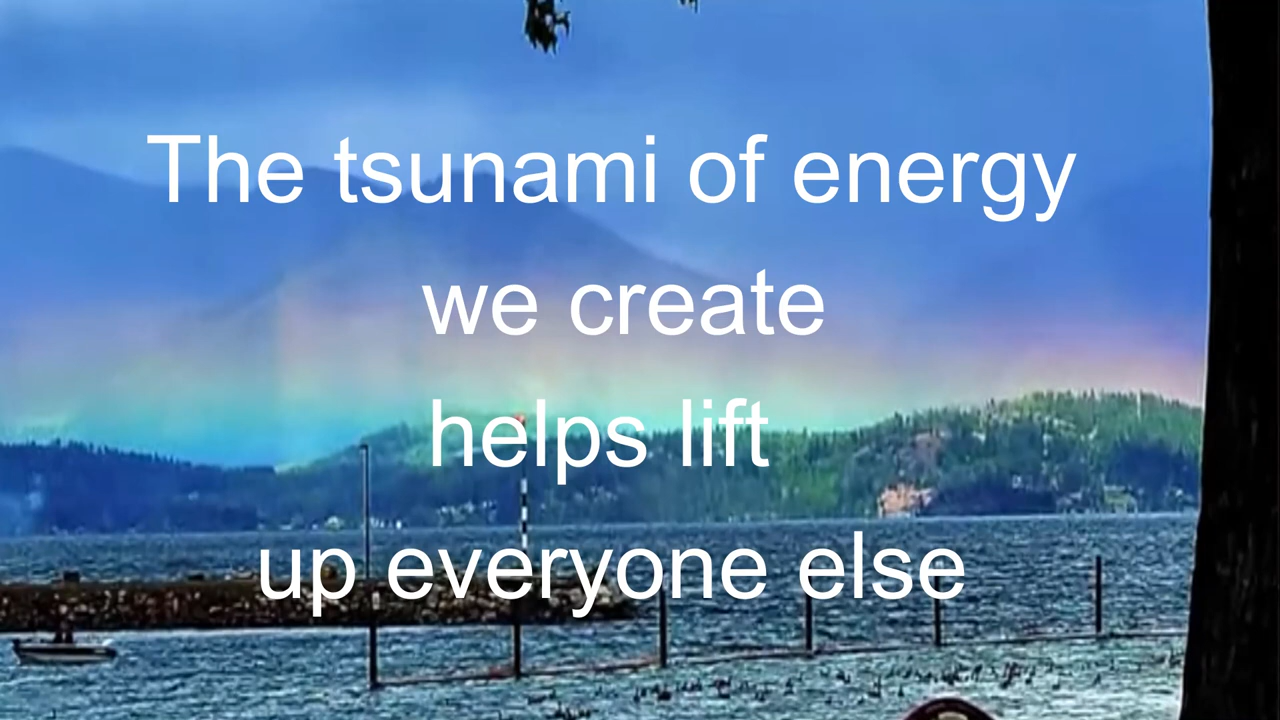 The tsunami of energy
we create
helps lift
up everyone else